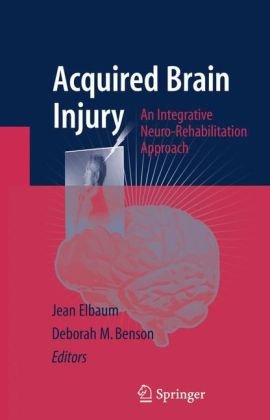 Acquired Brain
Injury
An Integrative
Neuro-Rehabilitation
Approach
Jean Elbaum
Deborah M. Benson
Editors
Springer